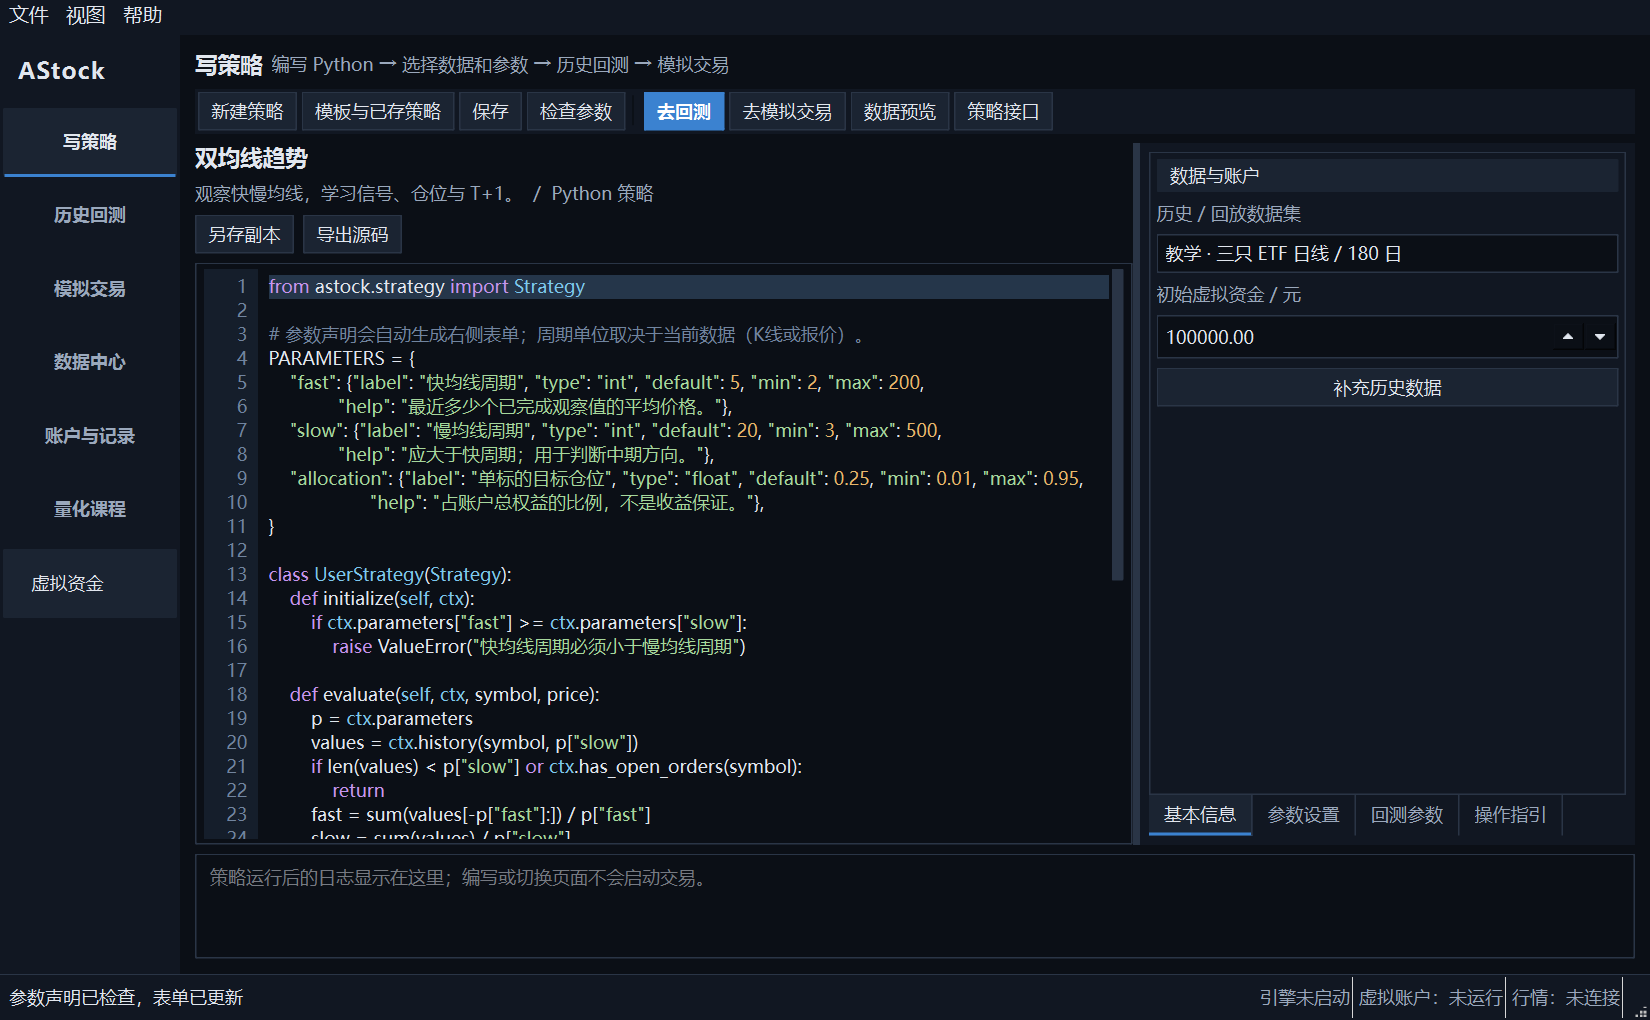 文件 视图 帮助
AStock
写策略
历史回测
模拟交易
数据中心
账户与记录
量化课程
虚拟资金
写策略 编写 Python → 选择数据和参数 → 历史回测 → 模拟交易
新建策略 模板与已存策略 保存 检查参数 去回测 去模拟交易 数据预览 策略接口
双均线趋势
观察快慢均线，学习信号、仓位与 T+1。 / Python 策略
另存副本 导出源码
1 from astock.strategy import Strategy
2
3 # 参数声明会自动生成右侧表单；周期单位取决于当前数据（K线或报价）。
4 PARAMETERS = {
5 "fast": {"label": "快均线周期", "type": "int", "default": 5, "min": 2, "max": 200,
6 "help": "最近多少个已完成观察值的平均价格。"},
7 "slow": {"label": "慢均线周期", "type": "int", "default": 20, "min": 3, "max": 500,
8 "help": "应大于快周期；用于判断中期方向。"},
9 "allocation": {"label": "单标的目标仓位", "type": "float", "default": 0.25, "min": 0.01, "max": 0.95,
10 "help": "占账户总权益的比例，不是收益保证。"},
11 }
12
13 class UserStrategy(Strategy):
14 def initialize(self, ctx):
15 if ctx.parameters["fast"] >= ctx.parameters["slow"]:
16 raise ValueError("快均线周期必须小于慢均线周期")
17
18 def evaluate(self, ctx, symbol, price):
19 p = ctx.parameters
20 values = ctx.history(symbol, p["slow"])
21 if len(values) < p["slow"] or ctx.has_open_orders(symbol):
22 return
23 fast = sum(values[-p["fast"]:]) / p["fast"]
24 slow = sum(values) / p["slow"]
数据与账户
历史 / 回放数据集
教学 · 三只 ETF 日线 / 180 日
初始虚拟资金 / 元
100000.00
补充历史数据
基本信息 参数设置 回测参数 操作指引
策略运行后的日志显示在这里；编写或切换页面不会启动交易。
参数声明已检查，表单已更新
引擎未启动 虚拟账户：未运行 行情：未连接